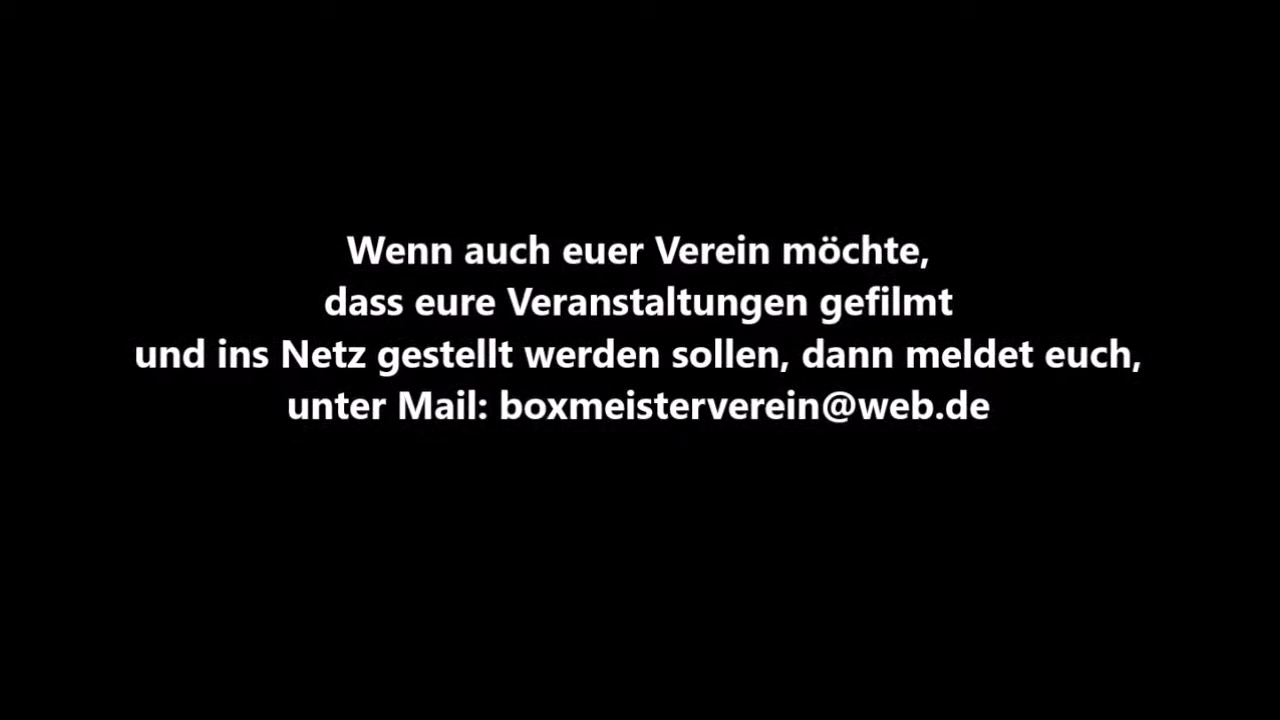 Wenn auch euer Verein möchte,
dass eure Veranstaltungen gefilmt
und ins Netz gestellt werden sollen, dann meldet euch,
unter Mail: boxmeisterverein@web.de